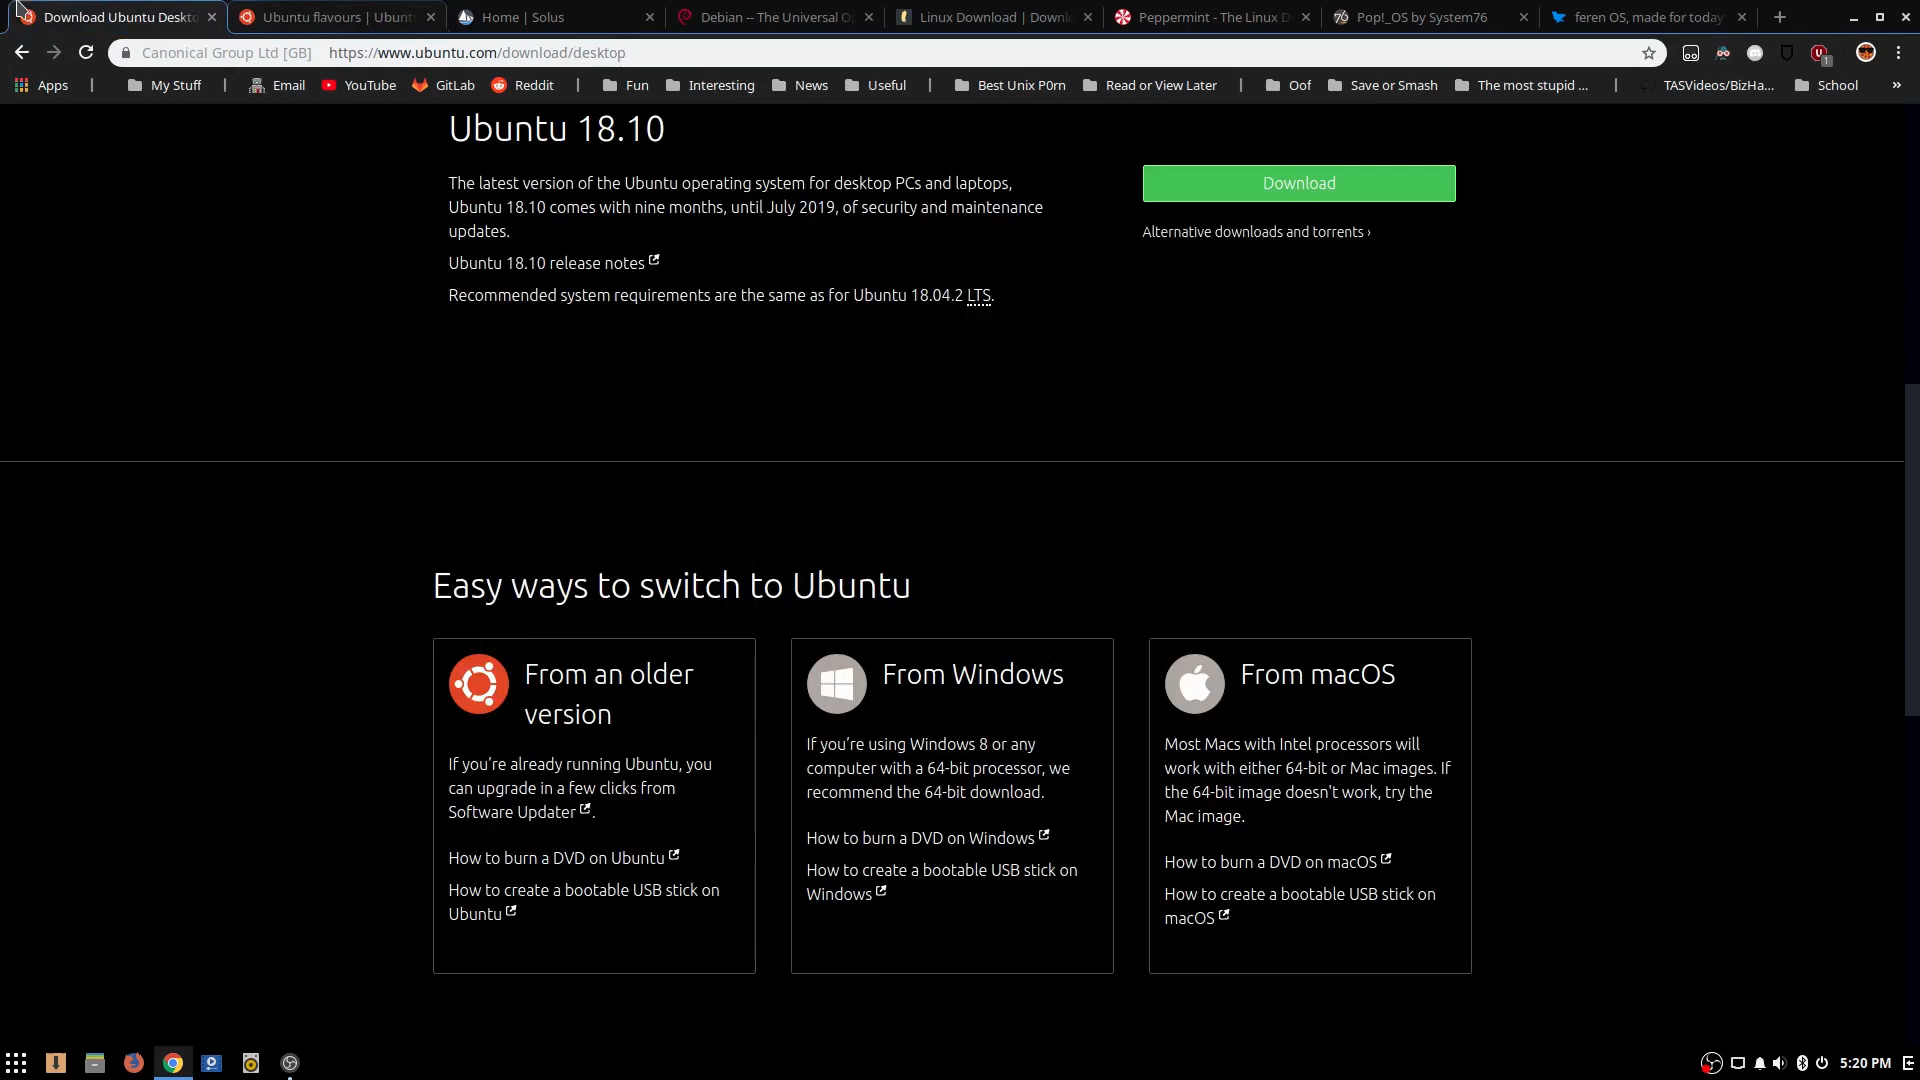 Download Ubuntu Deskto
Ubuntu flavours | Ubunt
Home | Solus
Debian -- The Universal Op
Linux Download | Downlo
Peppermint - The Linux D
Pop!_OS by System76
feren OS, made for today'
Canonical Group Ltd [GB] https://www.ubuntu.com/download/desktop
1
Apps | My Stuff | Email YouTube GitLab Reddit | Fun Interesting News Useful | Best Unix P0rn Read or View Later | Oof Save or Smash The most stupid ... | TASVideos/BizHa... School »
Ubuntu 18.10
The latest version of the Ubuntu operating system for desktop PCs and laptops,
Ubuntu 18.10 comes with nine months, until July 2019, of security and maintenance
updates.
Ubuntu 18.10 release notes
Recommended system requirements are the same as for Ubuntu 18.04.2 LTS.
Download
Alternative downloads and torrents ›
Easy ways to switch to Ubuntu
From an older
version
If you’re already running Ubuntu, you
can upgrade in a few clicks from
Software Updater .
How to burn a DVD on Ubuntu
How to create a bootable USB stick on
Ubuntu
From Windows
If you’re using Windows 8 or any
computer with a 64-bit processor, we
recommend the 64-bit download.
How to burn a DVD on Windows
How to create a bootable USB stick on
Windows
From macOS
Most Macs with Intel processors will
work with either 64-bit or Mac images. If
the 64-bit image doesn't work, try the
Mac image.
How to burn a DVD on macOS
How to create a bootable USB stick on
macOS
5:20 PM